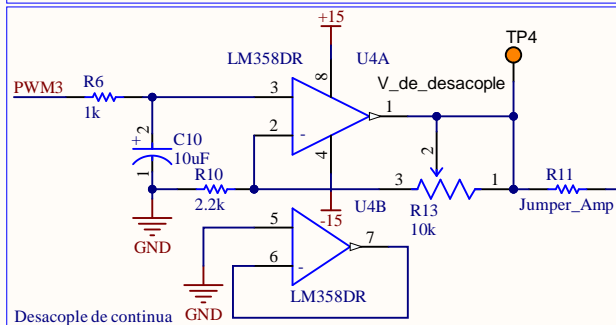 +15
TP4
LM358DR
U4A
V_de_desacople
PWM3
R6
1k
3
8
1
2
-
4
+
2
1
C10
10uF
R10
2.2k
GND
-15
3
2
1
R13
10k
R11
Jumper_Amp
U4B
5
6
-
7
LM358DR
GND
Desacople de continua